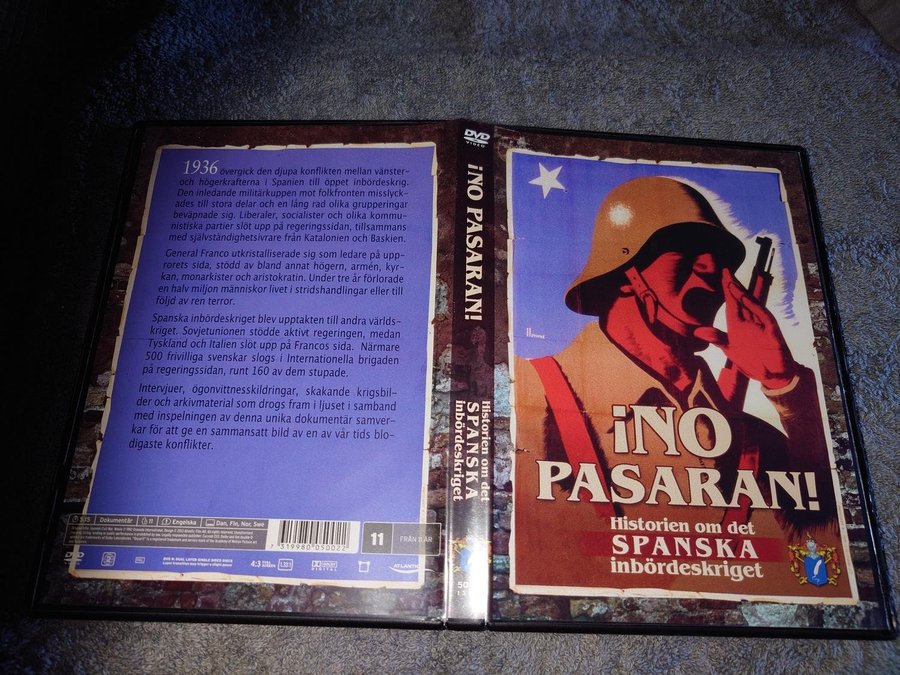 1936 övergick den djupa konflikten mellan vänster-
och högerkrafterna i Spanien till öppet inbördeskrig.
Den inledande militärkuppen mot folkfronten misslyck-
ades till stora delar och en lång rad olika grupperingar
beväpnade sig. Liberaler, socialister och olika kommu-
nistiska partier slöt upp på regeringssidan, tillsammans
med självständighetsivrare från Katalonien och Baskien.
General Franco utkristalliserade sig som ledare på upp-
rorets sida, stödd av bland annat högern, armén, kyr-
kan, monarkister och aristokratin. Under tre år förlorade
en halv miljon människor livet i stridshandlingar eller till
följd av ren terror.
Spanska inbördeskriget blev upptakten till andra världs-
kriget. Sovjetunionen stödde aktivt regeringen, medan
Tyskland och Italien slöt upp på Francos sida. Närmare
500 frivilliga svenskar slogs i Internationella brigaden
på regeringssidan, runt 160 av dem stupade.
Intervjuer, ögonvittnesskildringar, skakande krigsbil-
der och arkivmaterial som drogs fram i ljuset i samband
med inspelningen av denna unika dokumentär samver-
kar för att ge en sammansatt bild av en av vår tids blo-
digaste konflikter.
Dokumentär 11 Engelska Dan, Fin, Nor, Swe
7 319980 050022
11 FRÅN 11 ÅR
DVD
4:3
DOLBY
DIGITAL
ATLANTIC
DVD
VIDEO
¡NO PASARAN!
Historien om det
SPANSKA
inbördeskriget
¡NO
PASARAN!
Historien om det
SPANSKA
inbördeskriget